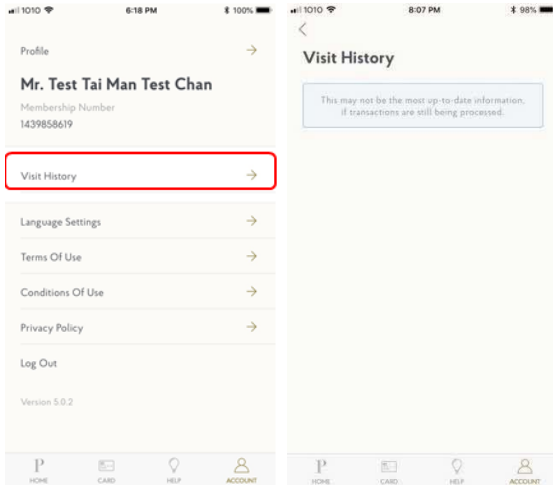 1010 6:18 PM 100%
Profile
Mr. Test Tai Man Test Chan
Membership Number
1439858619
Visit History
Language Settings
Terms Of Use
Conditions Of Use
Privacy Policy
Log Out
Version 5.0.2
P
HOME CARD HELP ACCOUNT
1010 8:07 PM 98%
Visit History
This may not be the most up-to-date information,
if transactions are still being processed.
P
HOME CARD HELP ACCOUNT